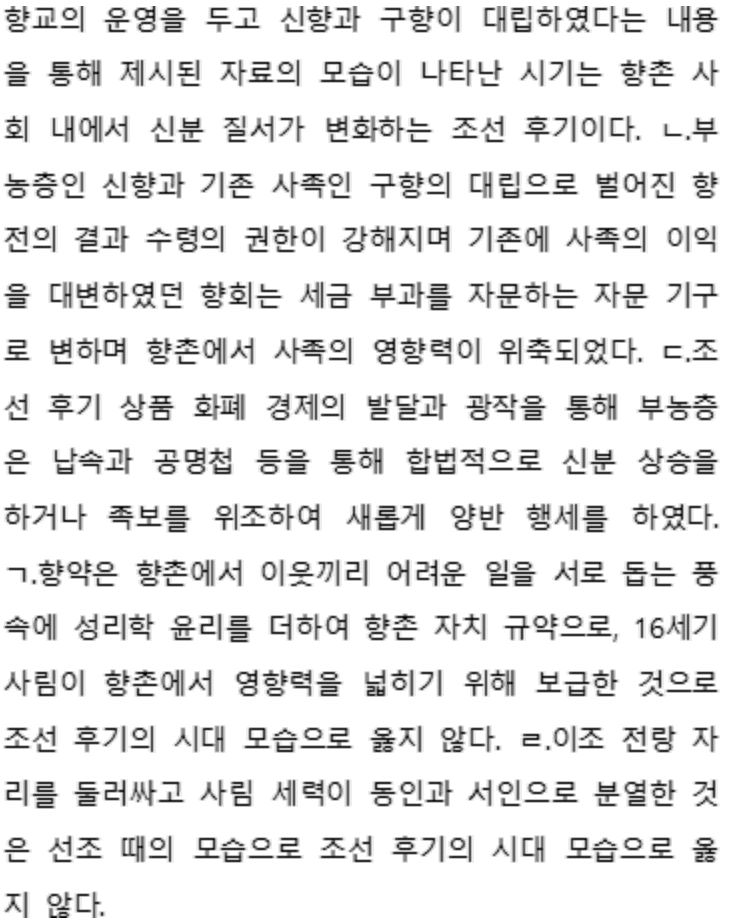 향교의 운영을 두고 신향과 구향이 대립하였다는 내용
을 통해 제시된 자료의 모습이 나타난 시기는 향촌 사
회 내에서 신분 질서가 변화하는 조선 후기이다. ㄴ.부
농층인 신향과 기존 사족인 구향의 대립으로 벌어진 향
전의 결과 수령의 권한이 강해지며 기존에 사족의 이익
을 대변하였던 향회는 세금 부과를 자문하는 자문 기구
로 변하며 향촌에서 사족의 영향력이 위축되었다. ㄷ.조
선 후기 상품 화폐 경제의 발달과 광작을 통해 부농층
은 납속과 공명첩 등을 통해 합법적으로 신분 상승을
하거나 족보를 위조하여 새롭게 양반 행세를 하였다.
ㄱ.향약은 향촌에서 이웃끼리 어려운 일을 서로 돕는 풍
속에 성리학 윤리를 더하여 향촌 자치 규약으로, 16세기
사림이 향촌에서 영향력을 넓히기 위해 보급한 것으로
조선 후기의 시대 모습으로 옳지 않다. ㄹ.이조 전랑 자
리를 둘러싸고 사림 세력이 동인과 서인으로 분열한 것
은 선조 때의 모습으로 조선 후기의 시대 모습으로 옳
지 않다.